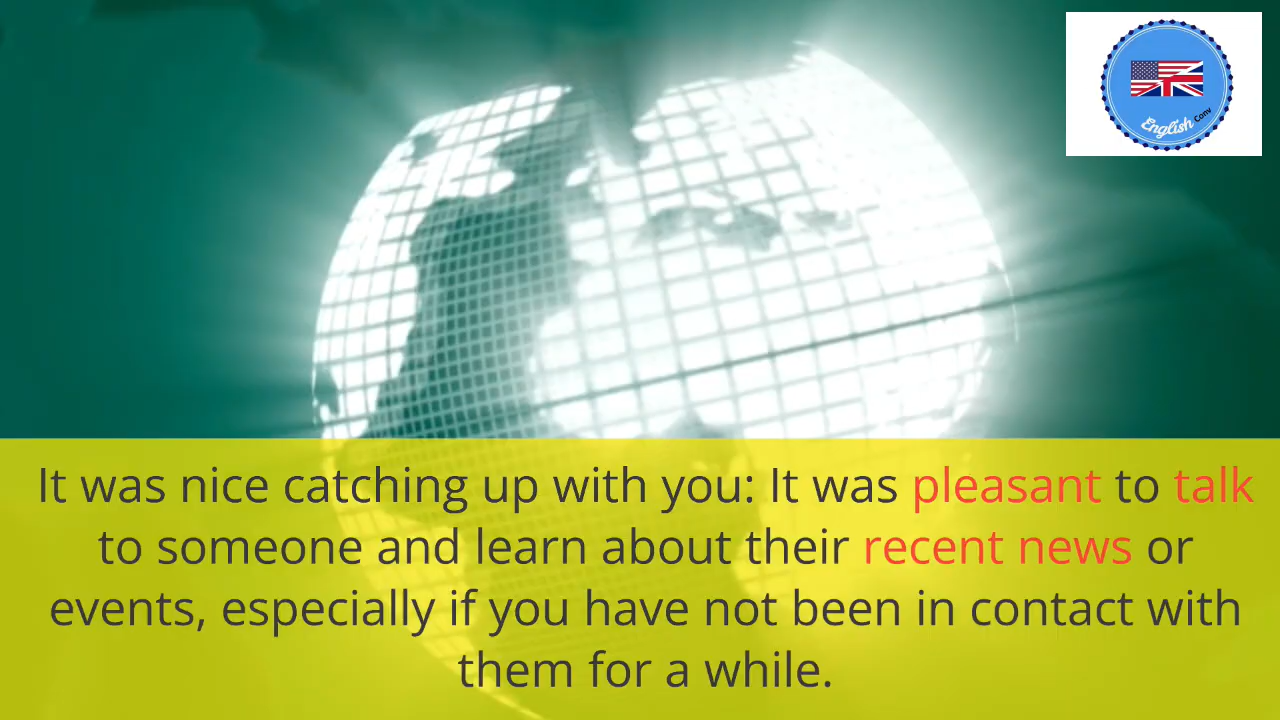 English Conv
It was nice catching up with you: It was pleasant to talk
to someone and learn about their recent news or
events, especially if you have not been in contact with
them for a while.